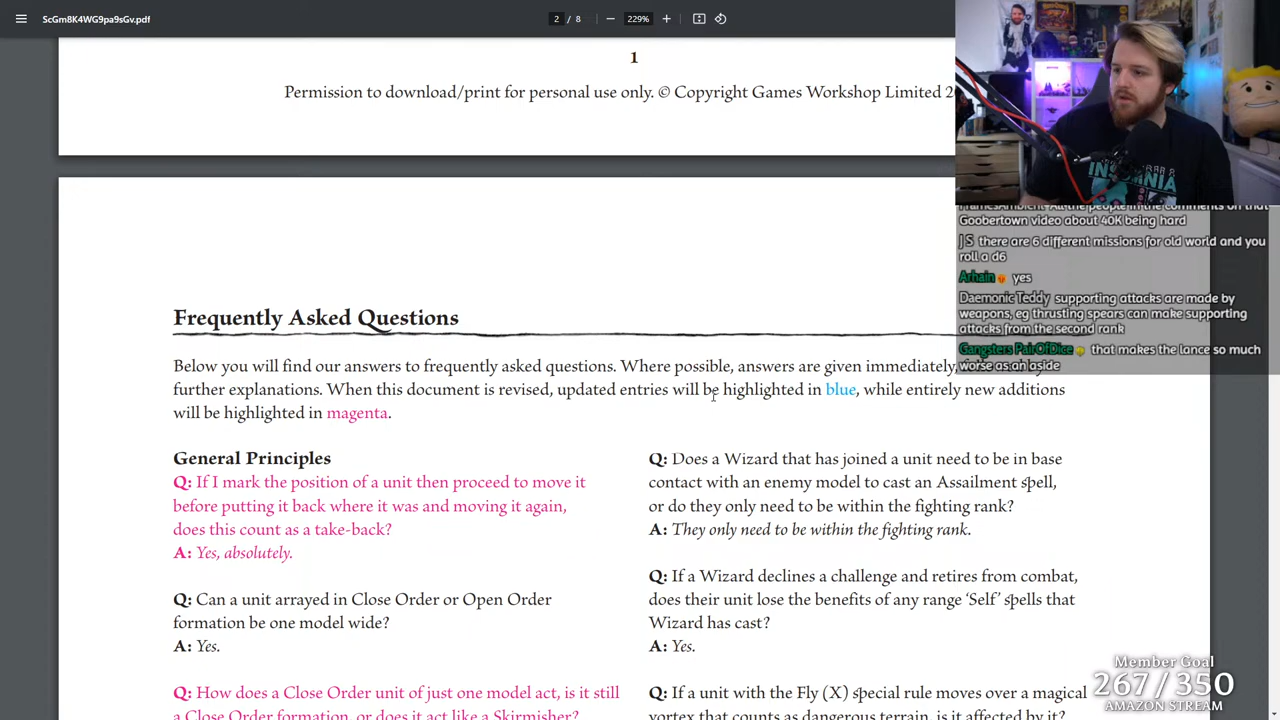 ScGm8K4WG9pa9sGv.pdf
2 / 8
229%
1
Permission to download/print for personal use only. © Copyright Games Workshop Limited 2
Frequently Asked Questions
Below you will find our answers to frequently asked questions. Where possible, answers are given immediately,
further explanations. When this document is revised, updated entries will be highlighted in blue, while entirely new additions
will be highlighted in magenta.
General Principles
Q: If I mark the position of a unit then proceed to move it
before putting it back where it was and moving it again,
does this count as a take-back?
A: Yes, absolutely.
Q: Can a unit arrayed in Close Order or Open Order
formation be one model wide?
A: Yes.
Q: How does a Close Order unit of just one model act, is it still
a Close Order formation, or does it act like a Skirmisher?
Q: Does a Wizard that has joined a unit need to be in base
contact with an enemy model to cast an Assailment spell,
or do they only need to be within the fighting rank?
A: They only need to be within the fighting rank.
Q: If a Wizard declines a challenge and retires from combat,
does their unit lose the benefits of any range 'Self' spells that
Wizard has cast?
A: Yes.
Q: If a unit with the Fly (X) special rule moves over a magical
vortex that counts as dangerous terrain, is it affected by it?
INSOMNIA
FramesAmbient All the people in the comments on that
Goobertown video about 40K being hard
J S there are 6 different missions for old world and you
roll a d6
Arhain yes
Daemonic Teddy supporting attacks are made by
weapons, eg thrusting spears can make supporting
attacks from the second rank
Gangsters PairOfDice that makes the lance so much
worse as an aside
Member Goal
267 / 350
AMAZON STREAM